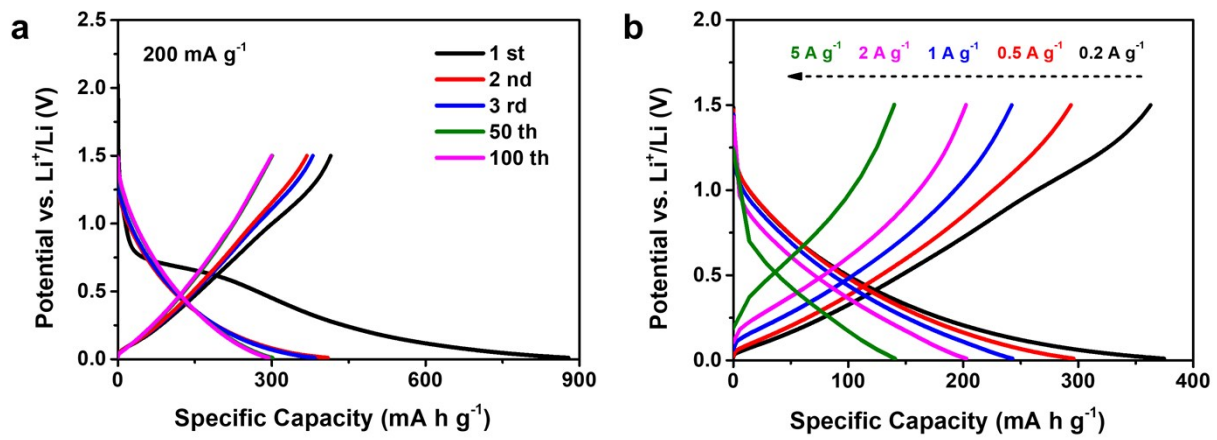 a
200 mA g⁻¹
1 st
2 nd
3 rd
50 th
100 th
2.5
2.0
1.5
1.0
0.5
0.0
Potential vs. Li⁺/Li (V)
0
300
600
900
Specific Capacity (mA h g⁻¹)
b
5 A g⁻¹ 2 A g⁻¹ 1 A g⁻¹ 0.5 A g⁻¹ 0.2 A g⁻¹
2.0
1.5
1.0
0.5
0.0
Potential vs. Li⁺/Li (V)
0
100
200
300
400
Specific Capacity (mA h g⁻¹)